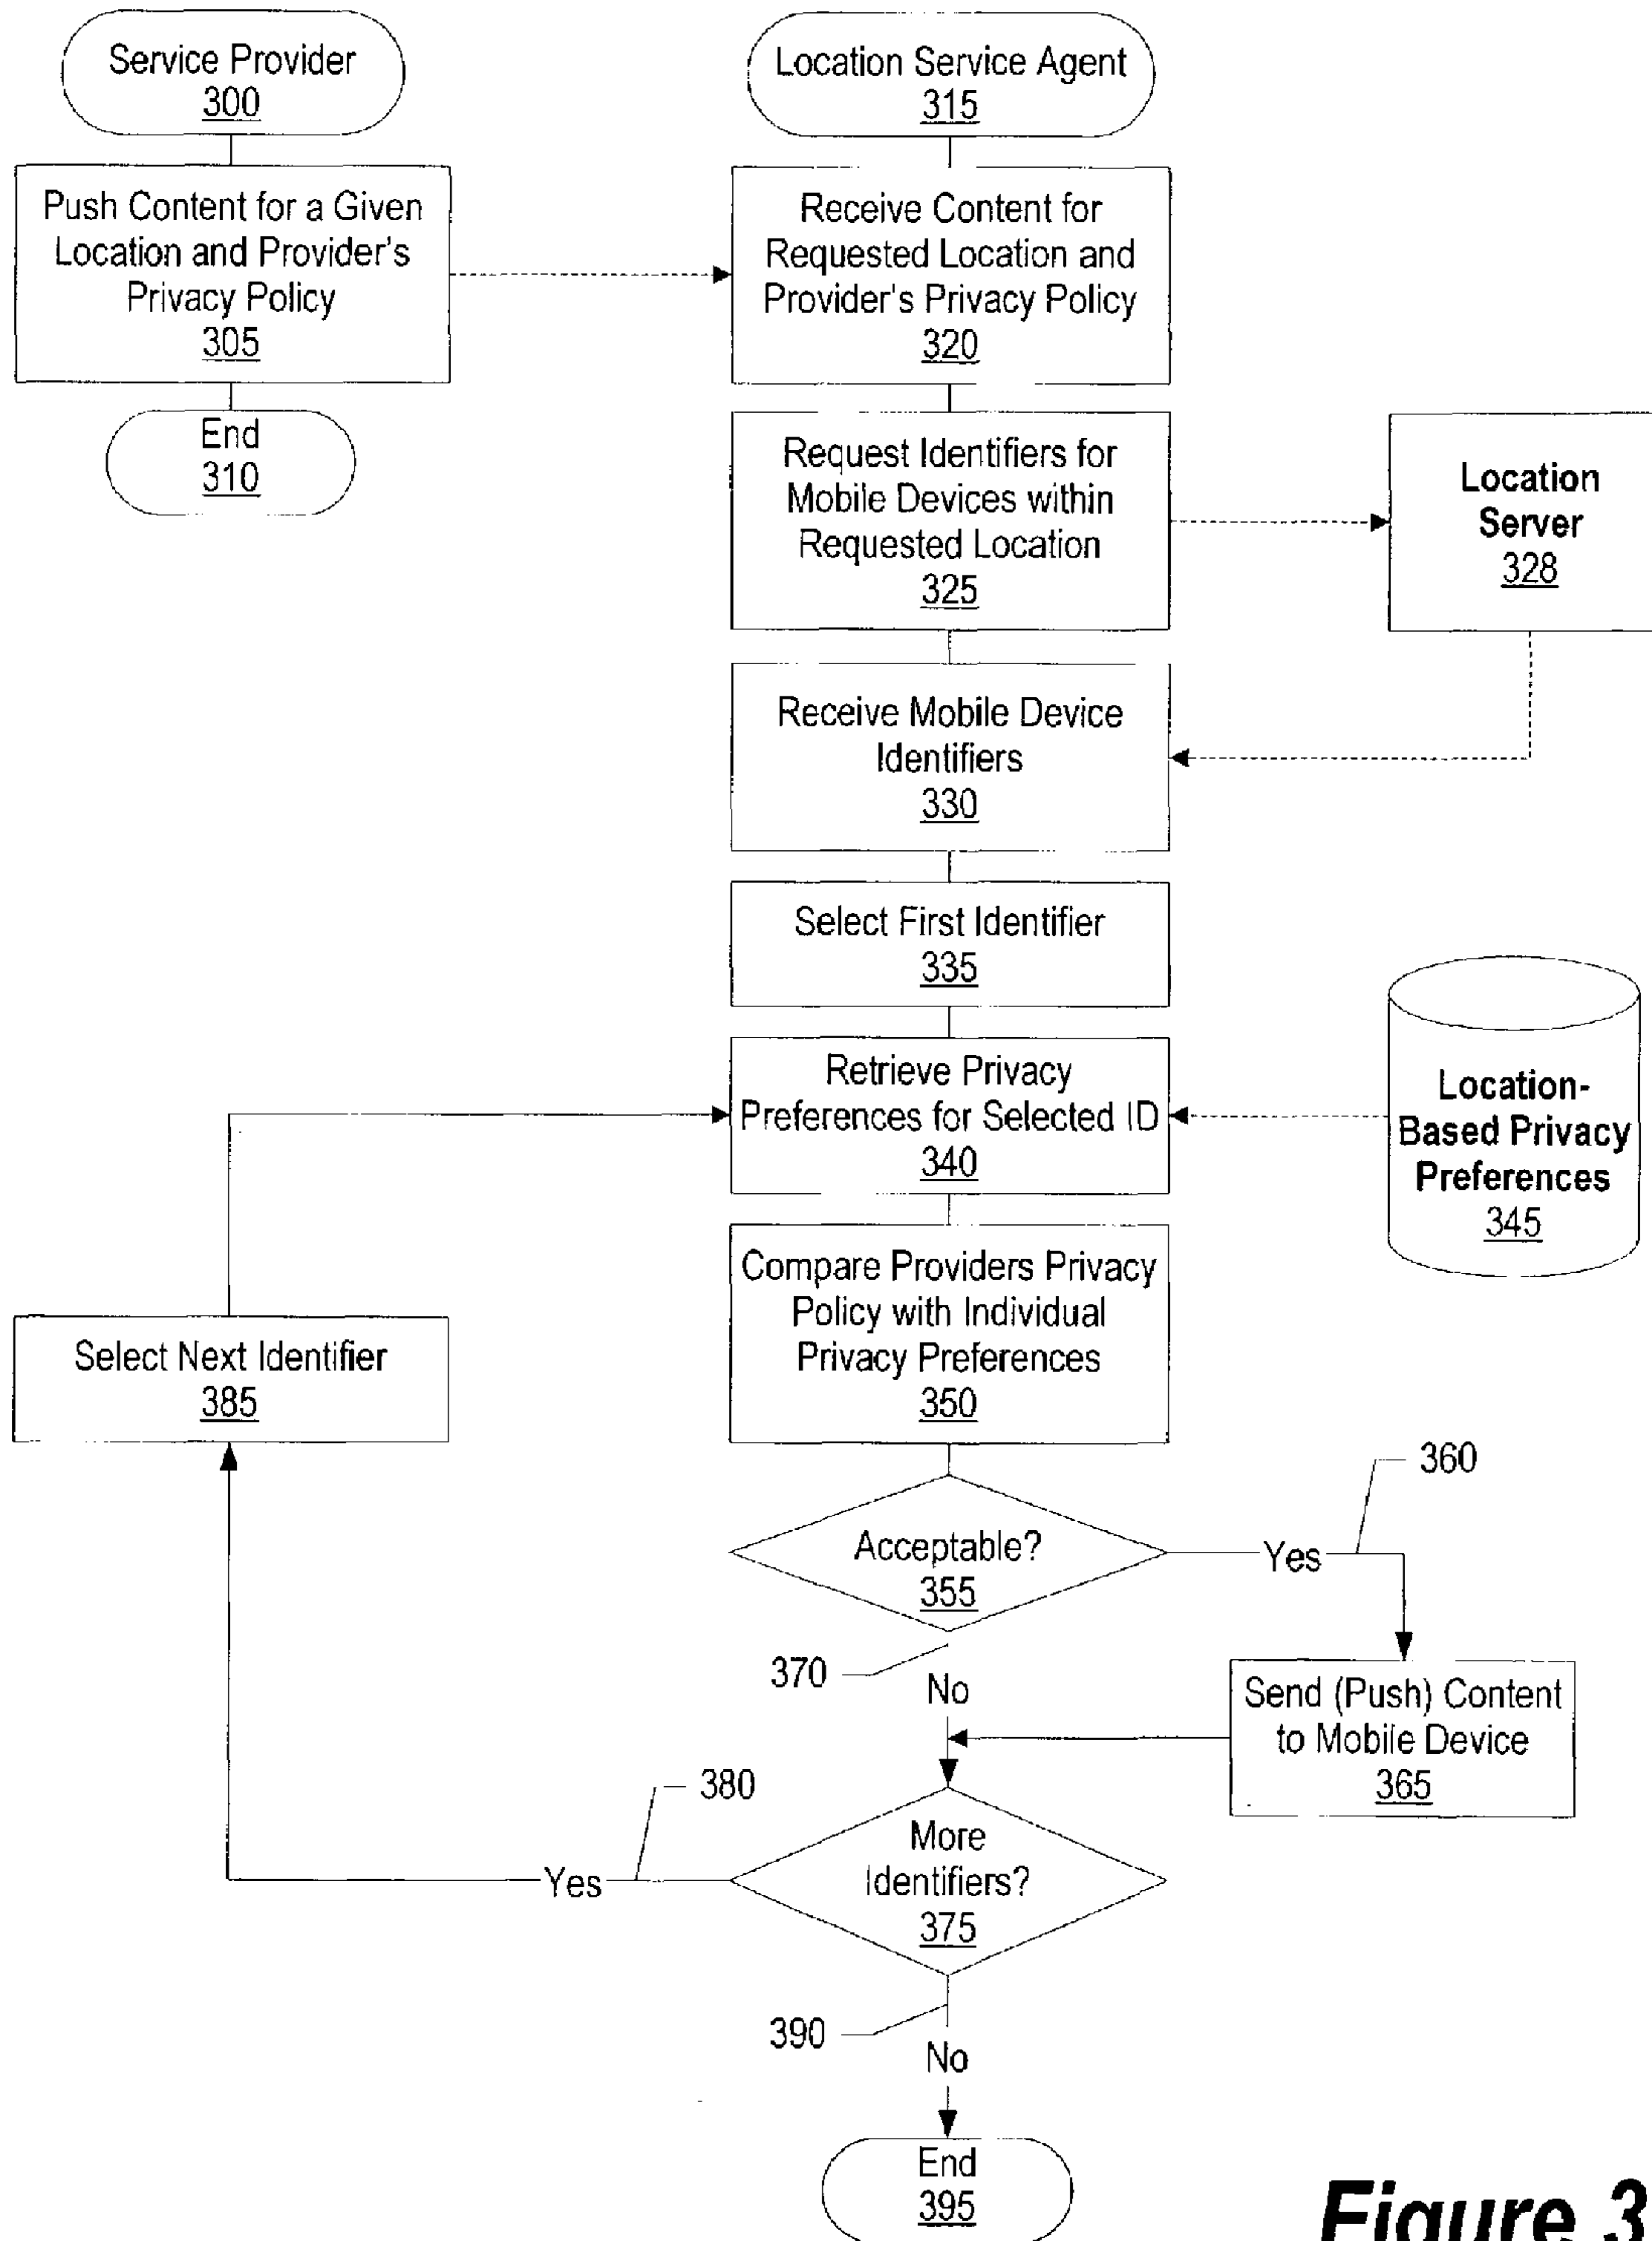 Service Provider
300
Push Content for a Given
Location and Provider's
Privacy Policy
305
End
310
Location Service Agent
315
Receive Content for
Requested Location and
Provider's Privacy Policy
320
Request Identifiers for
Mobile Devices within
Requested Location
325
Location
Server
328
Receive Mobile Device
Identifiers
330
Select First Identifier
335
Retrieve Privacy
Preferences for Selected ID
340
Location-
Based Privacy
Preferences
345
Compare Providers Privacy
Policy with Individual
Privacy Preferences
350
Select Next Identifier
385
Acceptable?
355
Yes
360
370
No
Send (Push) Content
to Mobile Device
365
More
Identifiers?
375
Yes
380
390
No
End
395
Figure 3